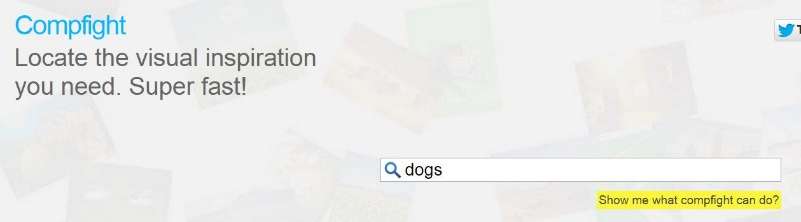 Compfight
Locate the visual inspiration
you need. Super fast!
dogs
Show me what compfight can do?